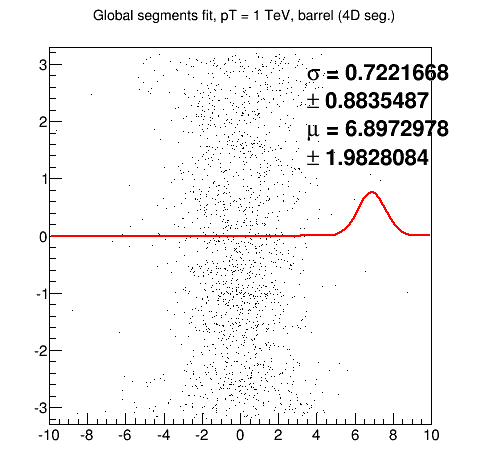 Global segments fit, pT = 1 TeV, barrel (4D seg.)
σ = 0.7221668
± 0.8835487
μ = 6.8972978
± 1.9828084
3
2
1
0
-1
-2
-3
-10 -8 -6 -4 -2 0 2 4 6 8 10